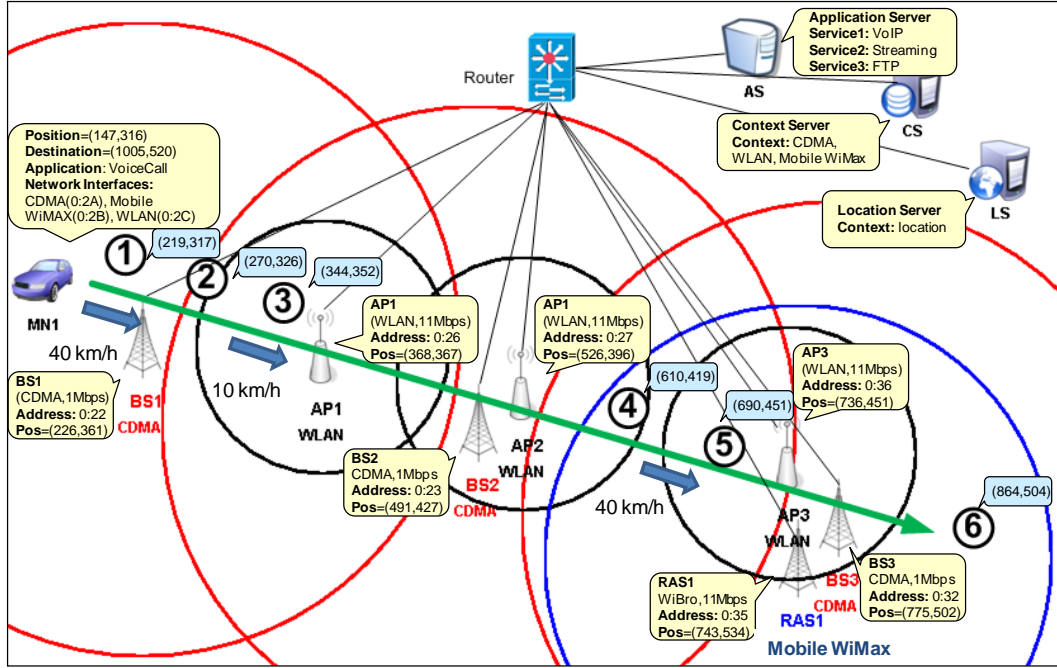 Application Server
Service1: VoIP
Service2: Streaming
Service3: FTP
Router
AS
CS
Context Server
Context: CDMA,
WLAN, Mobile WiMax
LS
Location Server
Context: location
Position=(147,316)
Destination=(1005,520)
Application: VoiceCall
Network Interfaces:
CDMA(0:2A), Mobile
WiMAX(0:2B), WLAN(0:2C)
1
(219,317)
2
(270,326)
3
(344,352)
MN1
40 km/h
10 km/h
BS1
(CDMA,1Mbps)
Address: 0:22
Pos=(226,361)
BS1
CDMA
AP1
(WLAN,11Mbps)
Address: 0:26
Pos=(368,367)
AP1
WLAN
AP1
(WLAN,11Mbps)
Address: 0:27
Pos=(526,396)
AP2
WLAN
BS2
CDMA,1Mbps
Address: 0:23
Pos=(491,427)
BS2
CDMA
4
(610,419)
5
(690,451)
40 km/h
AP3
(WLAN,11Mbps)
Address: 0:36
Pos=(736,451)
AP3
WLAN
6
(864,504)
RAS1
WiBro,11Mbps
Address: 0:35
Pos=(743,534)
BS3
CDMA
RAS1
BS3
CDMA,1Mbps
Address: 0:32
Pos=(775,502)
Mobile WiMax